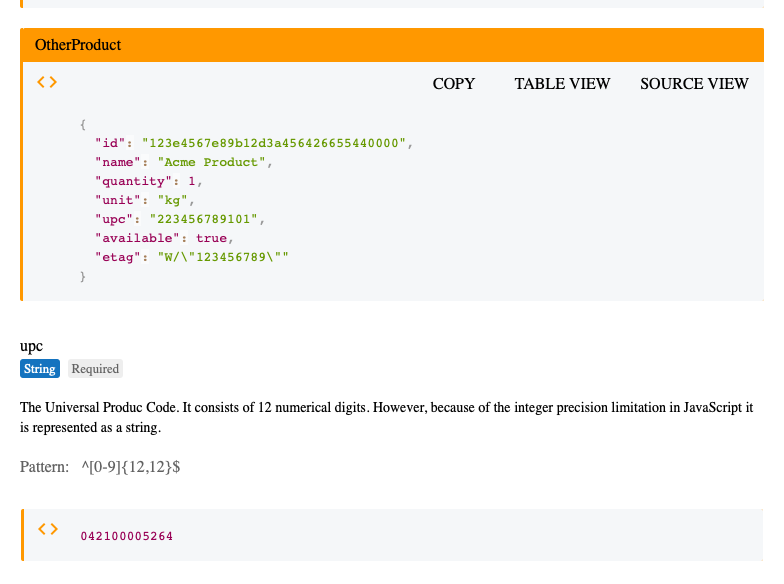 OtherProduct
<> COPY TABLE VIEW SOURCE VIEW
{
"id": "123e4567e89b12d3a456426655440000",
"name": "Acme Product",
"quantity": 1,
"unit": "kg",
"upc": "223456789101",
"available": true,
"etag": "W/\"123456789\""
}
upc
String Required
The Universal Produc Code. It consists of 12 numerical digits. However, because of the integer precision limitation in JavaScript it
is represented as a string.
Pattern: ^[0-9]{12,12}$
<> 042100005264